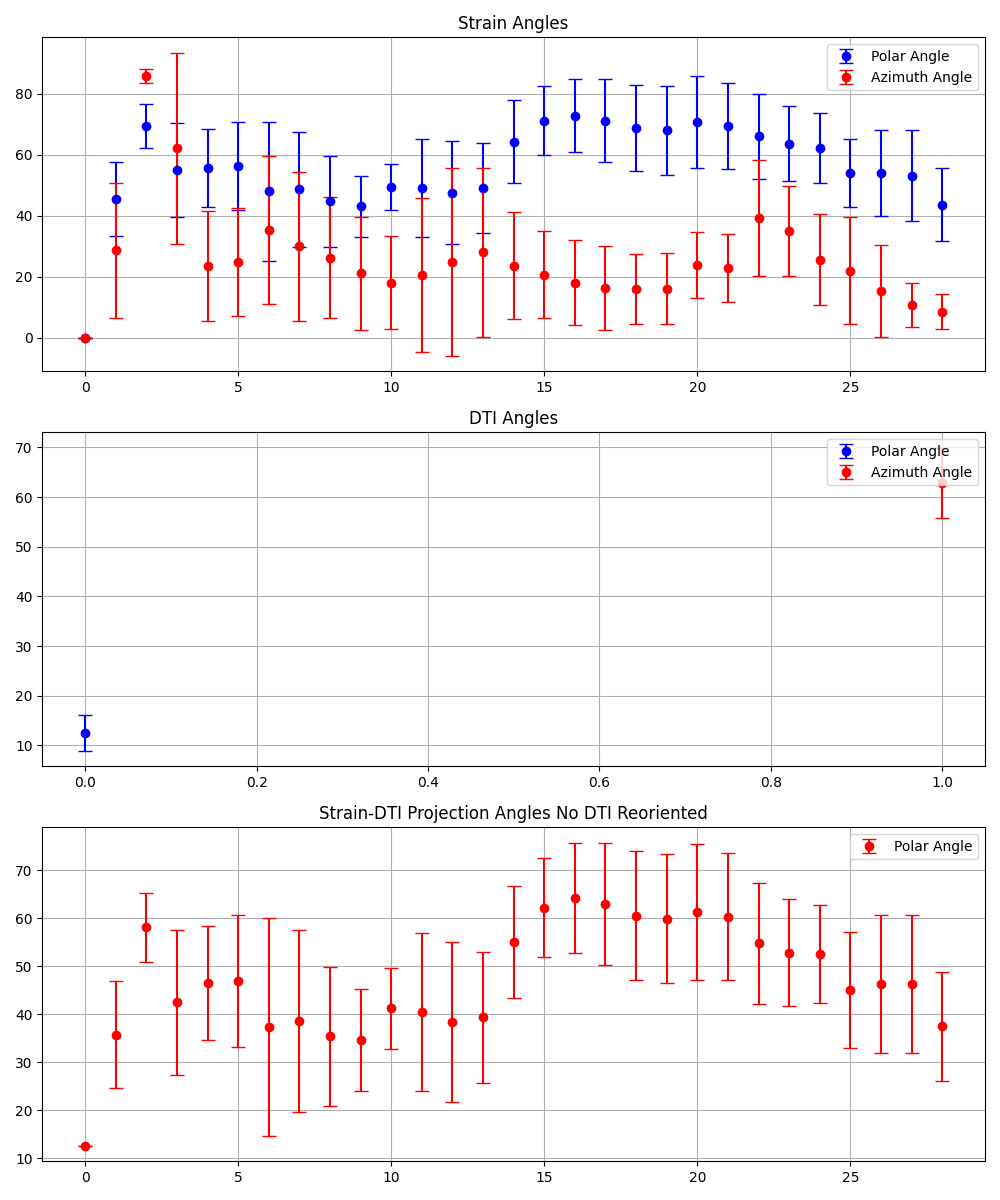 Strain Angles
Polar Angle
Azimuth Angle
80
60
40
20
0
0 5 10 15 20 25
DTI Angles
Polar Angle
Azimuth Angle
70
60
50
40
30
20
10
0.0 0.2 0.4 0.6 0.8 1.0
Strain-DTI Projection Angles No DTI Reoriented
Polar Angle
70
60
50
40
30
20
10
0 5 10 15 20 25